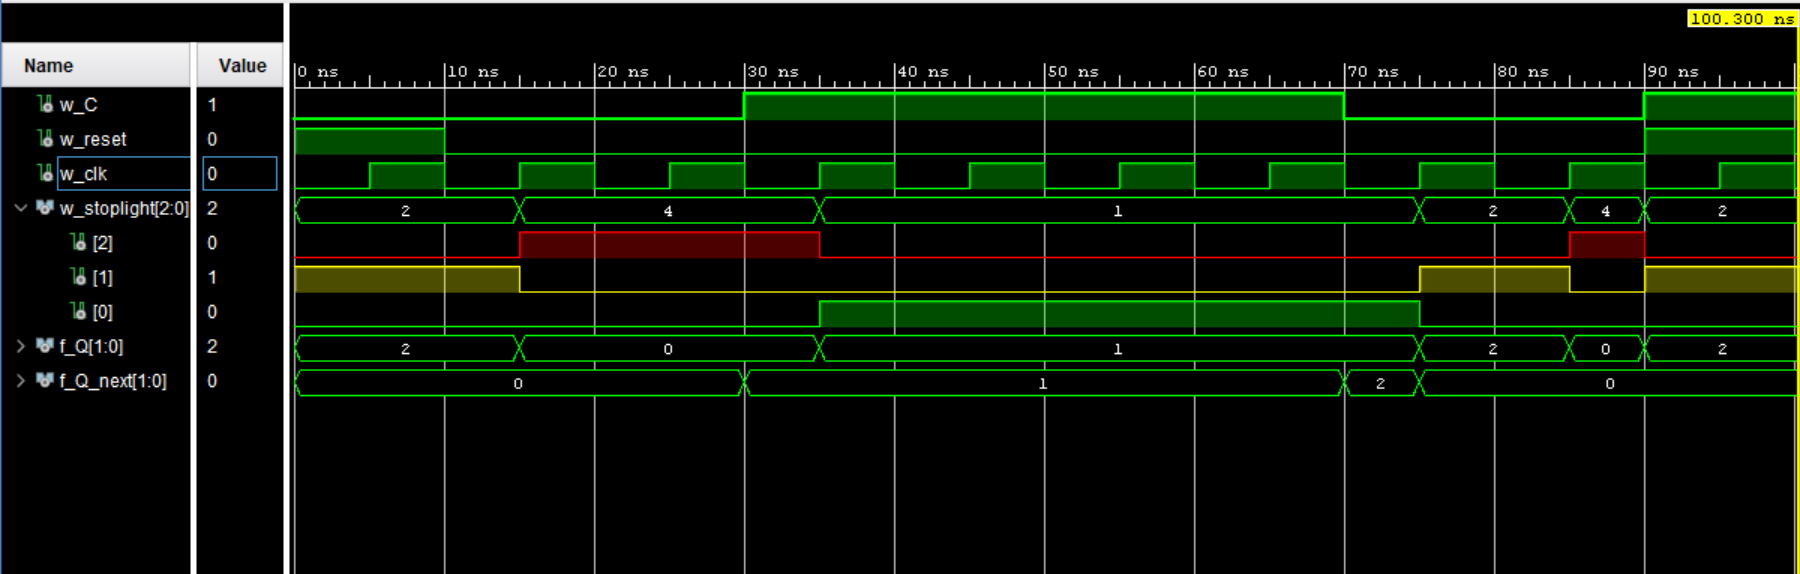 100.300 ns
Name Value
0 ns 10 ns 20 ns 30 ns 40 ns 50 ns 60 ns 70 ns 80 ns 90 ns
w_C 1
w_reset 0
w_clk 0
w_stoplight[2:0] 2 2 4 1 2 4 2
[2] 0
[1] 1
[0] 0
f_Q[1:0] 2 2 0 1 2 0 2
f_Q_next[1:0] 0 0 1 2 0